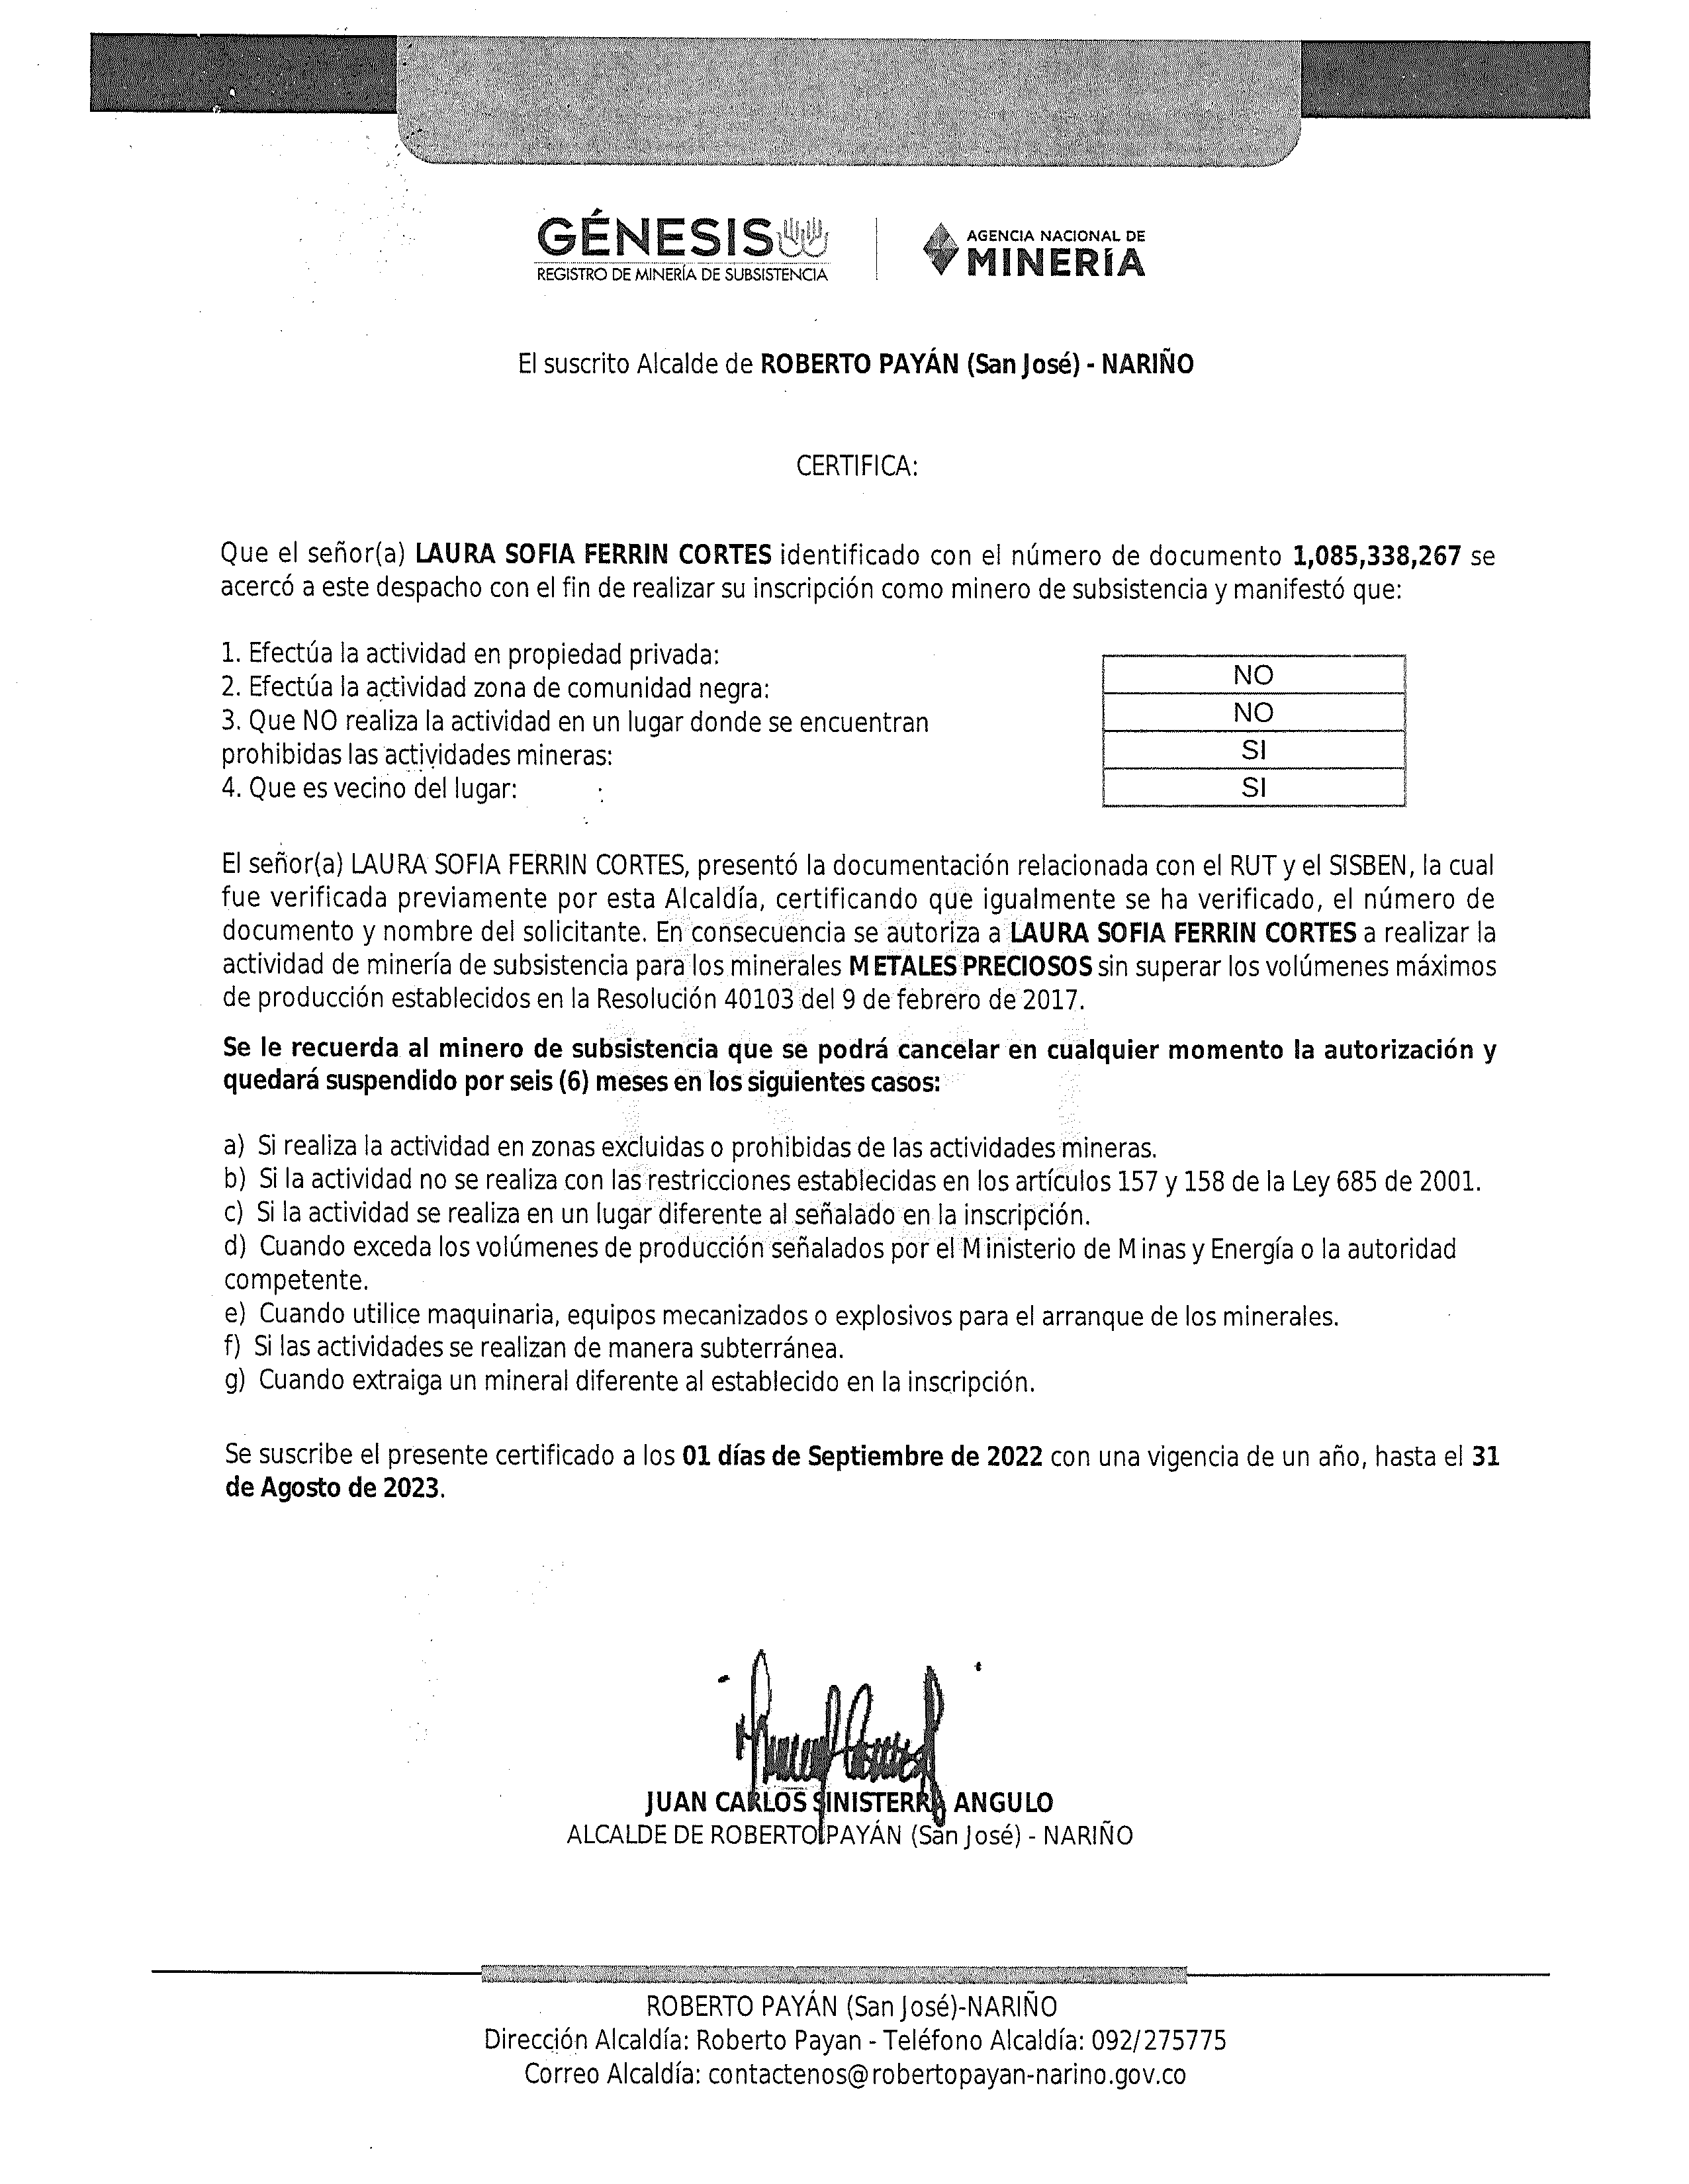 GÉNESIS
REGISTRO DE MINERÍA DE SUBSISTENCIA
AGENCIA NACIONAL DE
MINERÍA
El suscrito Alcalde de ROBERTO PAYÁN (San José) - NARIÑO
CERTIFICA:
Que el señor(a) LAURA SOFIA FERRIN CORTES identificado con el número de documento 1,085,338,267 se
acercó a este despacho con el fin de realizar su inscripción como minero de subsistencia y manifestó que:
1. Efectúa la actividad en propiedad privada:
NO
2. Efectúa la actividad zona de comunidad negra:
NO
3. Que NO realiza la actividad en un lugar donde se encuentran
prohibidas las actividades mineras:
SI
4. Que es vecino del lugar:
SI
El señor(a) LAURA SOFIA FERRIN CORTES, presentó la documentación relacionada con el RUT y el SISBEN, la cual
fue verificada previamente por esta Alcaldía, certificando que igualmente se ha verificado, el número de
documento y nombre del solicitante. En consecuencia se autoriza a LAURA SOFIA FERRIN CORTES a realizar la
actividad de minería de subsistencia para los minerales METALES PRECIOSOS sin superar los volúmenes máximos
de producción establecidos en la Resolución 40103 del 9 de febrero de 2017.
Se le recuerda al minero de subsistencia que se podrá cancelar en cualquier momento la autorización y
quedará suspendido por seis (6) meses en los siguientes casos:
a) Si realiza la actividad en zonas excluidas o prohibidas de las actividades mineras.
b) Si la actividad no se realiza con las restricciones establecidas en los artículos 157 y 158 de la Ley 685 de 2001.
c) Si la actividad se realiza en un lugar diferente al señalado en la inscripción.
d) Cuando exceda los volúmenes de producción señalados por el Ministerio de Minas y Energía o la autoridad
competente.
e) Cuando utilice maquinaria, equipos mecanizados o explosivos para el arranque de los minerales.
f) Si las actividades se realizan de manera subterránea.
g) Cuando extraiga un mineral diferente al establecido en la inscripción.
Se suscribe el presente certificado a los 01 días de Septiembre de 2022 con una vigencia de un año, hasta el 31
de Agosto de 2023.
JUAN CARLOS SINISTERRA ANGULO
ALCALDE DE ROBERTO PAYÁN (San José) - NARIÑO
ROBERTO PAYÁN (San José)-NARIÑO
Dirección Alcaldía: Roberto Payan - Teléfono Alcaldía: 092/275775
Correo Alcaldía: contactenos@robertopayan-narino.gov.co